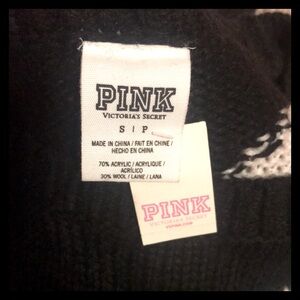 PINK
VICTORIA'S SECRET
S | P
MADE IN CHINA / FAIT EN CHINE /
HECHO EN CHINA
70% ACRYLIC / ACRYLIQUE /
ACRÍLICO
30% WOOL / LAINE / LANA
PINK
VICTORIA'S SECRET